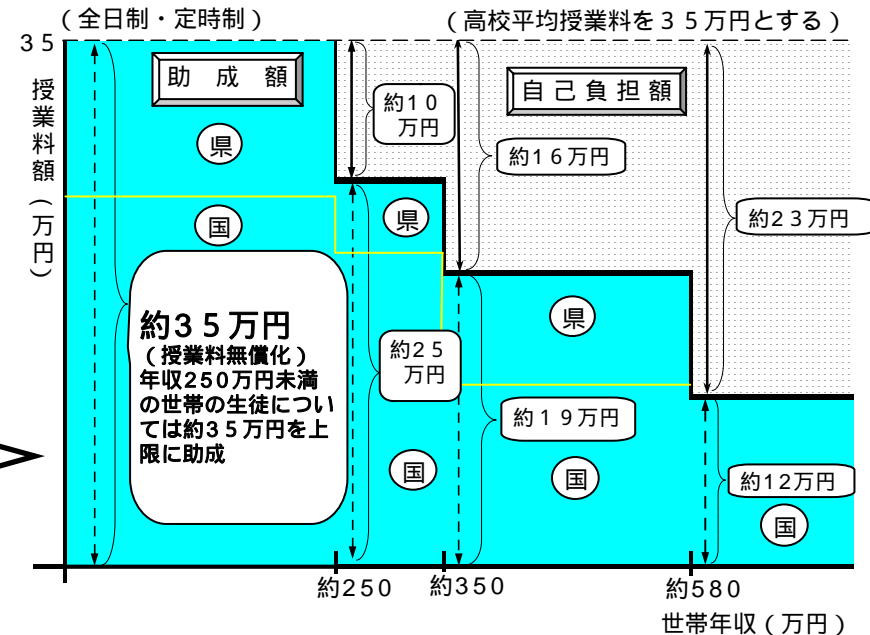 (全日制・定時制)
(高校平均授業料を35万円とする)
35
授業料額(万円)
助 成 額
自己負担額
県
国
約35万円
(授業料無償化)
年収250万円未満
の世帯の生徒につい
ては約35万円を上
限に助成
約10
万円
県
約25
万円
国
約16万円
県
約19万円
国
約23万円
約12万円
国
約250
約350
約580
世帯年収(万円)